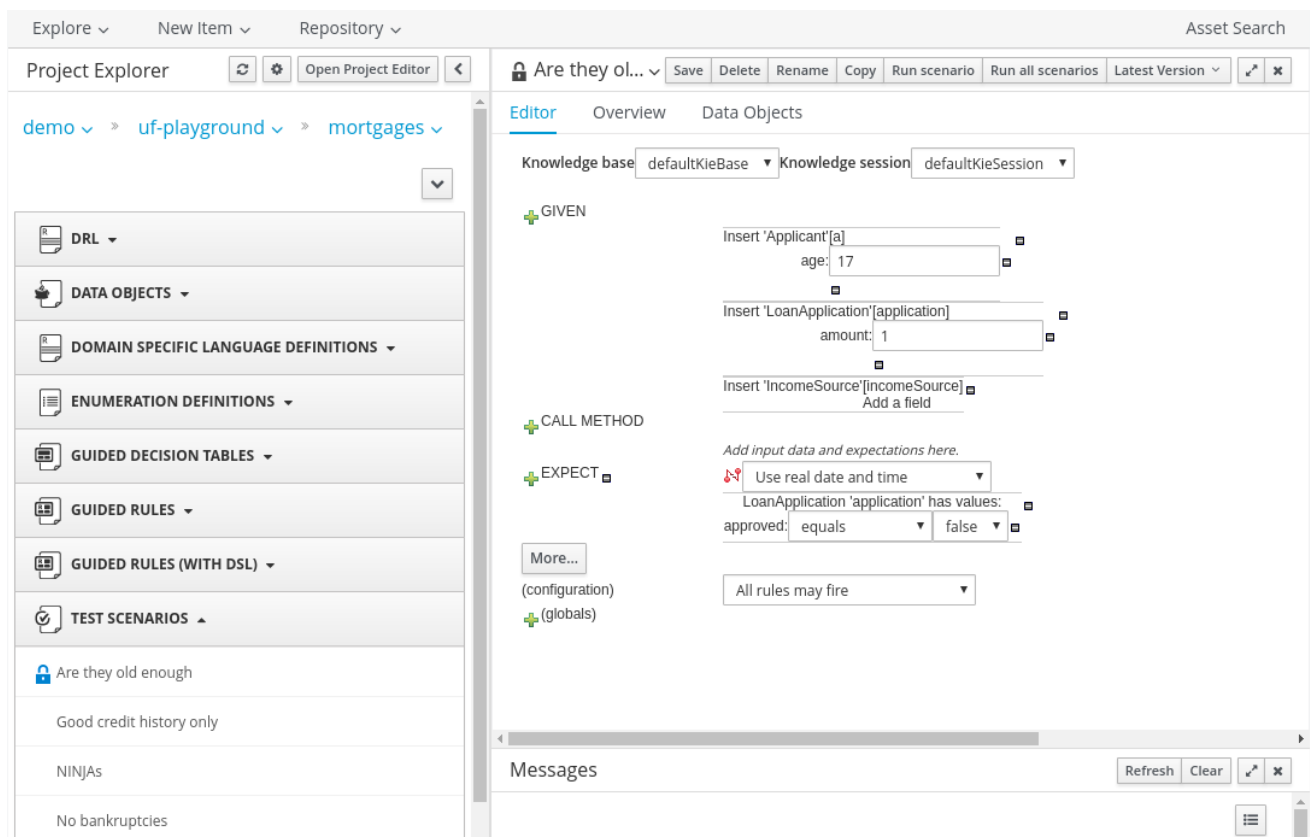 Explore New Item Repository Asset Search
Project Explorer Open Project Editor
demo » uf-playground » mortgages
DRL
DATA OBJECTS
DOMAIN SPECIFIC LANGUAGE DEFINITIONS
ENUMERATION DEFINITIONS
GUIDED DECISION TABLES
GUIDED RULES
GUIDED RULES (WITH DSL)
TEST SCENARIOS
Are they old enough
Good credit history only
NINJAs
No bankruptcies
Are they ol... Save Delete Rename Copy Run scenario Run all scenarios Latest Version
Editor Overview Data Objects
Knowledge base defaultKieBase Knowledge session defaultKieSession
GIVEN
Insert 'Applicant'[a]
age: 17
Insert 'LoanApplication'[application]
amount: 1
Insert 'IncomeSource'[incomeSource]
Add a field
CALL METHOD
Add input data and expectations here.
EXPECT Use real date and time
LoanApplication 'application' has values:
approved: equals false
More...
(configuration) All rules may fire
(globals)
Messages Refresh Clear